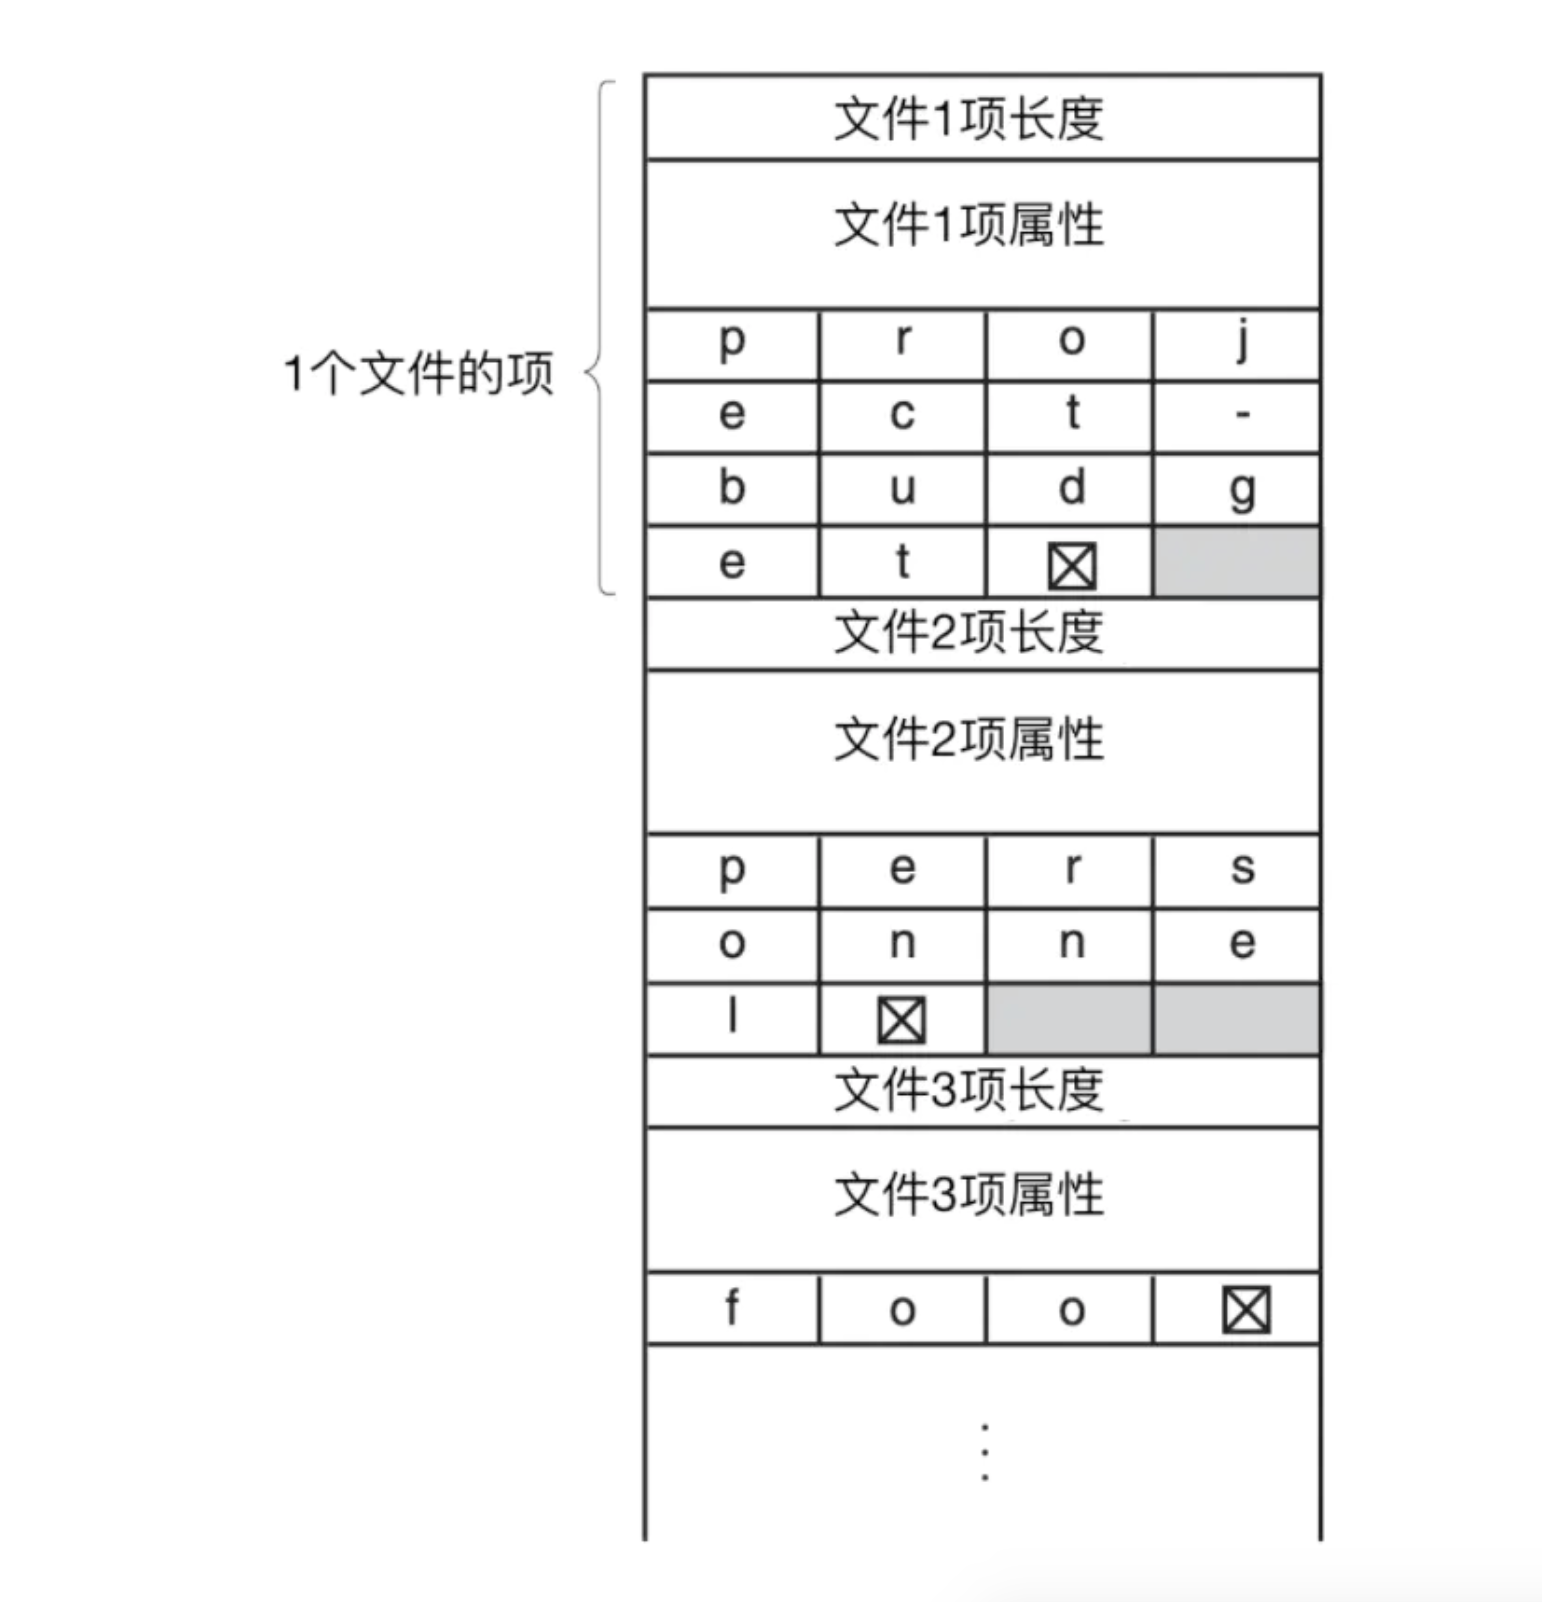 文件1项长度
文件1项属性
p r o j
1个文件的项
e c t -
b u d g
e t ☒
文件2项长度
文件2项属性
p e r s
o n n e
l ☒
文件3项长度
文件3项属性
f o o ☒
⋮